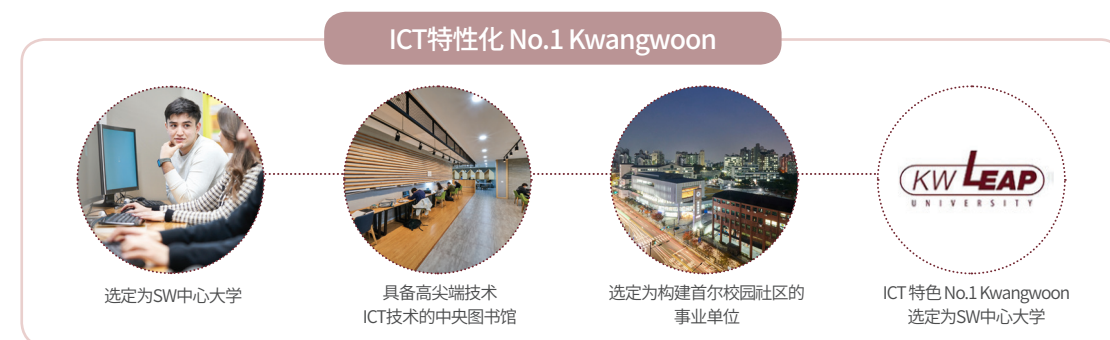 ICT特性化 No.1 Kwangwoon
KW LEAP
UNIVERSITY
选定为SW中心大学
具备高尖端技术
ICT技术的中央图书馆
选定为构建首尔校园社区的
事业单位
ICT 特色 No.1 Kwangwoon
选定为SW中心大学